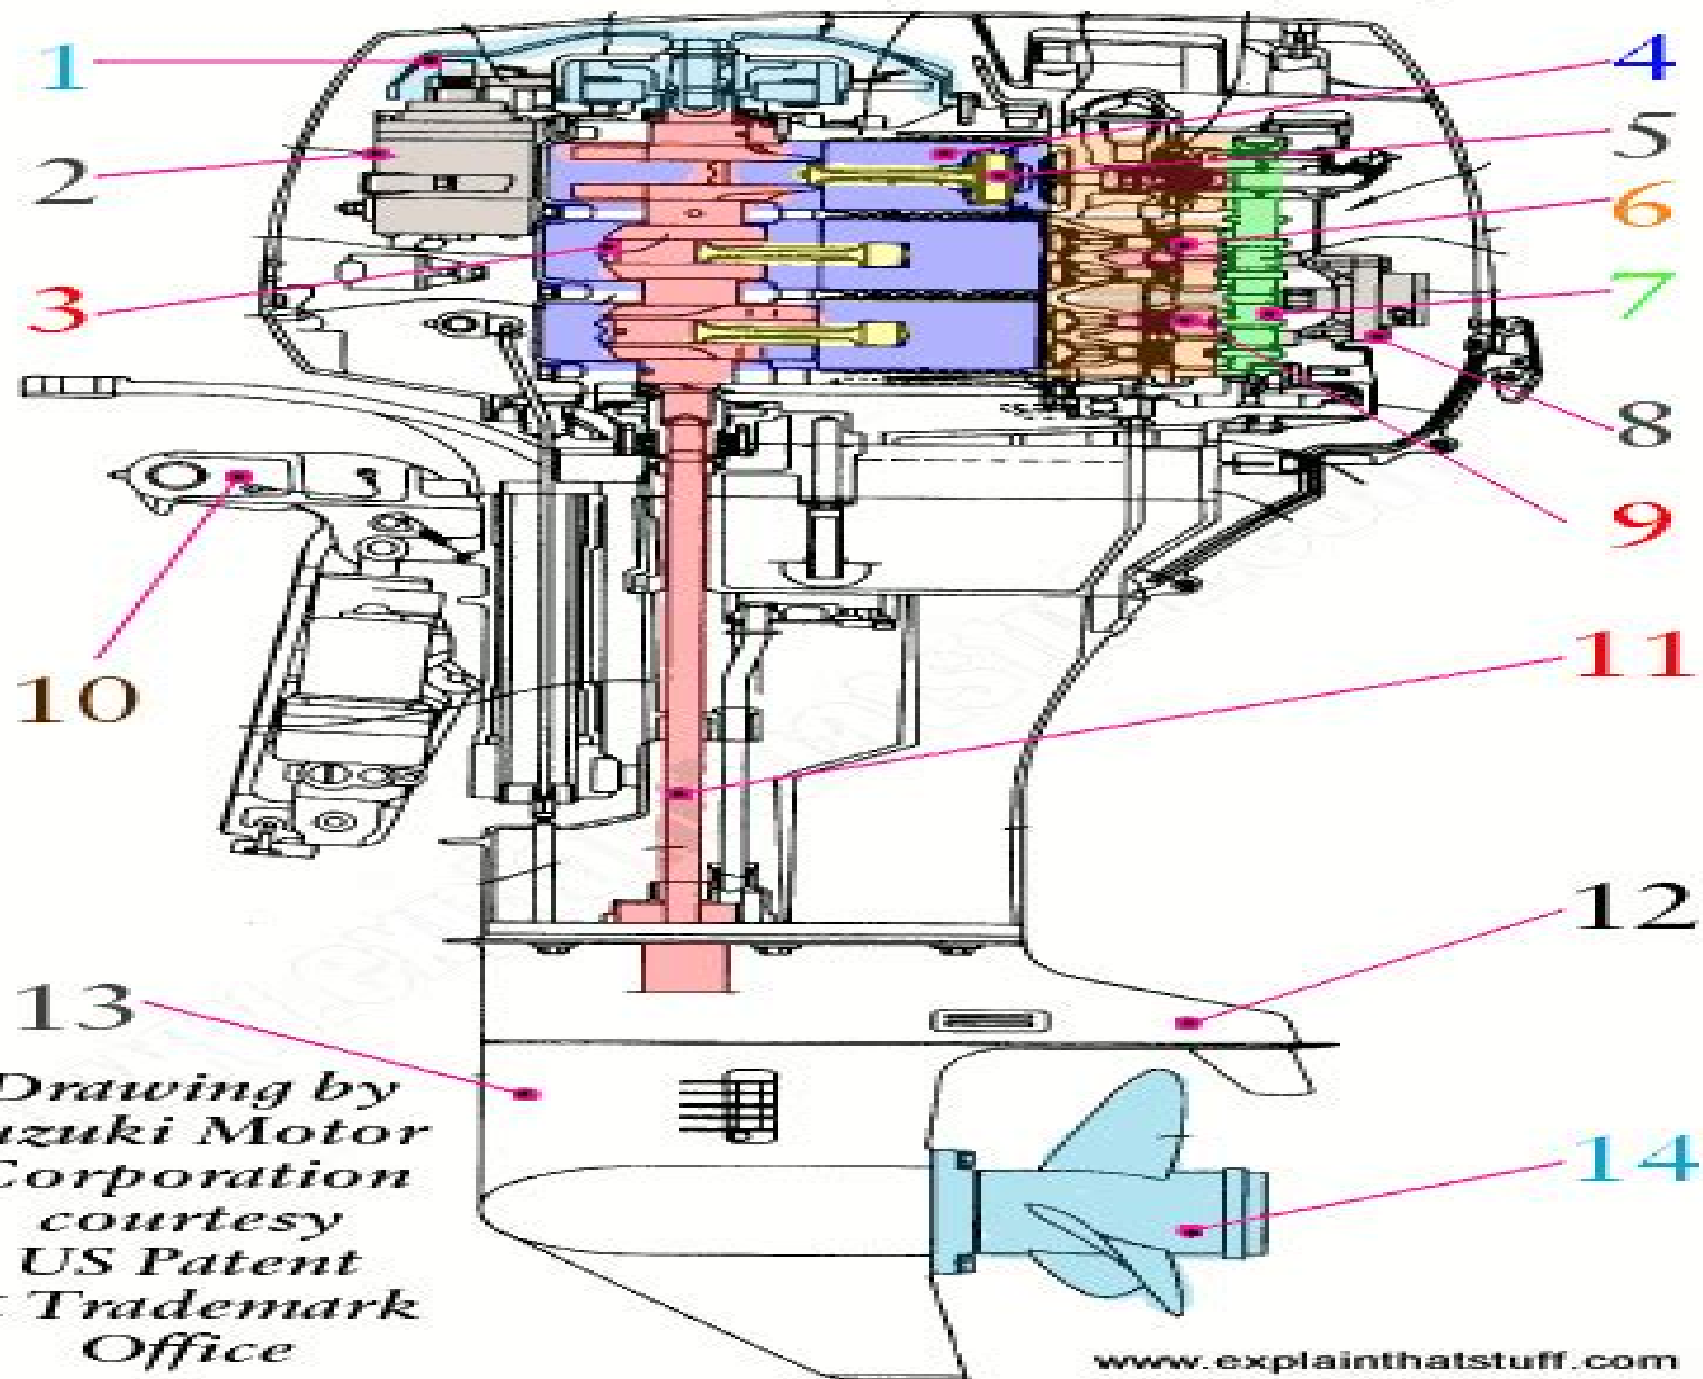 1
2
3
4
5
6
7
8
9
10
11
12
13
14
Drawing by
uzuki Motor
Corporation
courtesy
US Patent
Trademark
Office
www.explainthatstuff.com